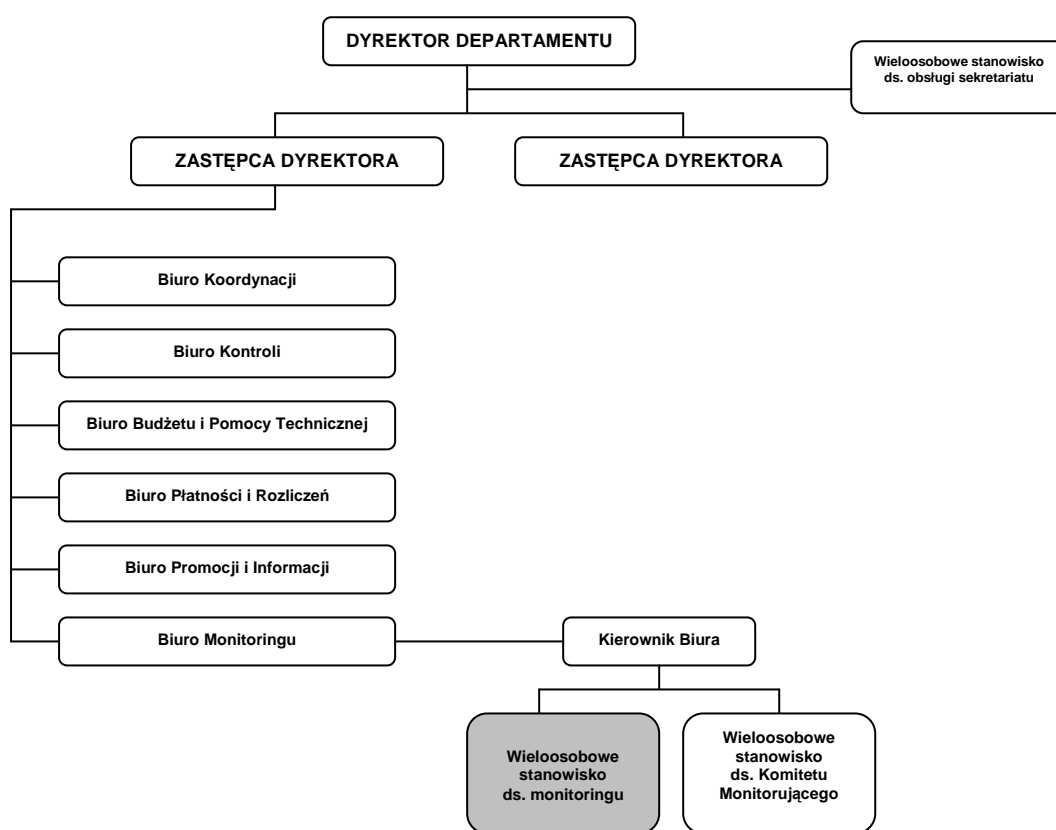 DYREKTOR DEPARTAMENTU
Wieloosobowe stanowisko
ds. obsługi sekretariatu
ZASTĘPCA DYREKTORA
ZASTĘPCA DYREKTORA
Biuro Koordynacji
Biuro Kontroli
Biuro Budżetu i Pomocy Technicznej
Biuro Płatności i Rozliczeń
Biuro Promocji i Informacji
Biuro Monitoringu
Kierownik Biura
Wieloosobowe
stanowisko
ds. monitoringu
Wieloosobowe
stanowisko
ds. Komitetu
Monitorującego